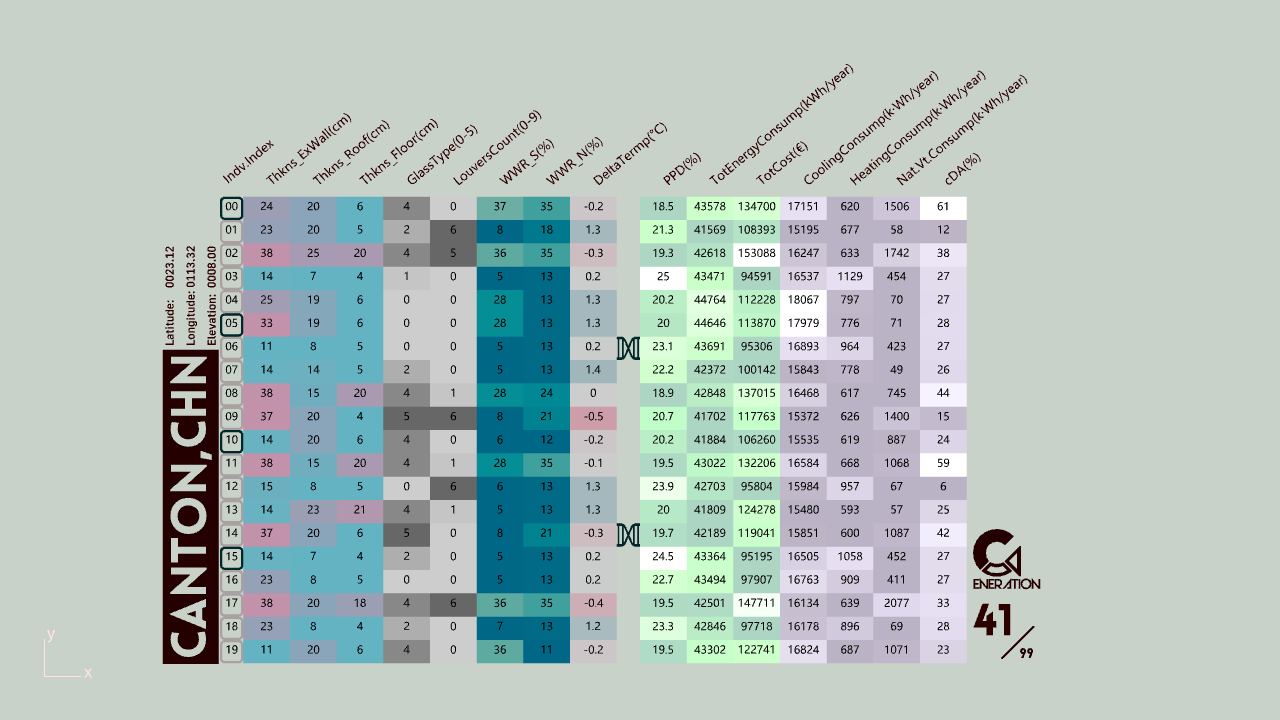 Indv.Index Thkns_ExWall(cm) Thkns_Roof(cm) Thkns_Floor(cm) GlassType(0-5) LouversCount(0-9) WWR_S(%) WWR_N(%) DeltaTermp(°C) PPD(%) TotEnergyConsump(kWh/year) TotCost(€) CoolingConsump(k·Wh/year) HeatingConsump(k·Wh/year) Nat.Vt.Consump(k·Wh/year) cDA(%)
00 24 20 6 4 0 37 35 -0.2 18.5 43578 134700 17151 620 1506 61
01 23 20 5 2 6 8 18 1.3 21.3 41569 108393 15195 677 58 12
02 38 25 20 4 5 36 35 -0.3 19.3 42618 153088 16247 633 1742 38
03 14 7 4 1 0 5 13 0.2 25 43471 94591 16537 1129 454 27
04 25 19 6 0 0 28 13 1.3 20.2 44764 112228 18067 797 70 27
05 33 19 6 0 0 28 13 1.3 20 44646 113870 17979 776 71 28
06 11 8 5 0 0 5 13 0.2 23.1 43691 95306 16893 964 423 27
07 14 14 5 2 0 5 13 1.4 22.2 42372 100142 15843 778 49 26
08 38 15 20 4 1 28 24 0 18.9 42848 137015 16468 617 745 44
09 37 20 4 5 6 8 21 -0.5 20.7 41702 117763 15372 626 1400 15
10 14 20 6 4 0 6 12 -0.2 20.2 41884 106260 15535 619 887 24
11 38 15 20 4 1 28 35 -0.1 19.5 43022 132206 16584 668 1068 59
12 15 8 5 0 6 6 13 1.3 23.9 42703 95804 15984 957 67 6
13 14 23 21 4 1 5 13 1.3 20 41809 124278 15480 593 57 25
14 37 20 6 5 0 8 21 -0.3 19.7 42189 119041 15851 600 1087 42
15 14 7 4 2 0 5 13 0.2 24.5 43364 95195 16505 1058 452 27
16 23 8 5 0 0 5 13 0.2 22.7 43494 97907 16763 909 411 27
17 38 20 18 4 6 36 35 -0.4 19.5 42501 147711 16134 639 2077 33
18 23 8 4 2 0 7 13 1.2 23.3 42846 97718 16178 896 69 28
19 11 20 6 4 0 36 11 -0.2 19.5 43302 122741 16824 687 1071 23
Latitude: 0023.12
Longitude: 0113.32
Elevation: 0008.00
CANTON,CHN
GENERATION
41/99
y
x